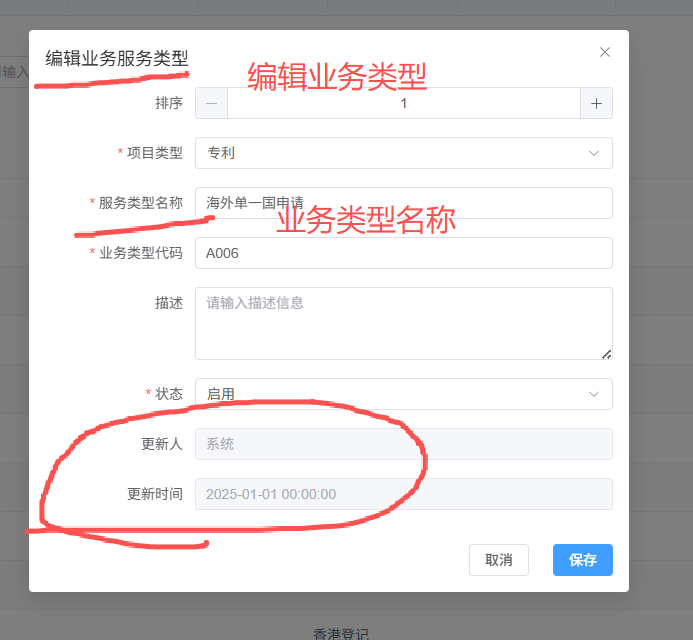 编辑业务服务类型
编辑业务类型
排序
1
* 项目类型
专利
* 服务类型名称
海外单一国申请
业务类型名称
* 业务类型代码
A006
描述
请输入描述信息
* 状态
启用
更新人
系统
更新时间
2025-01-01 00:00:00
取消
保存
输入
香港登记